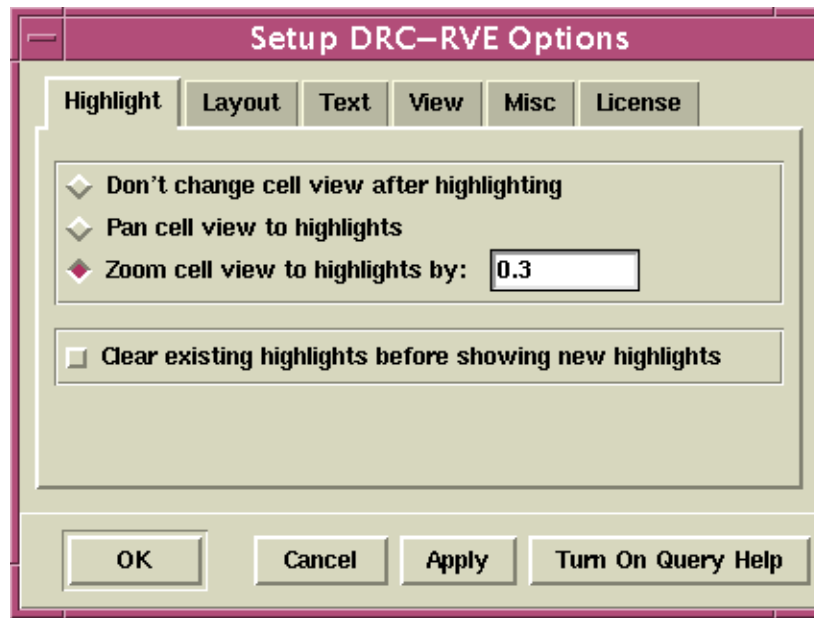 Setup DRC-RVE Options
Highlight Layout Text View Misc License
Don't change cell view after highlighting
Pan cell view to highlights
Zoom cell view to highlights by: 0.3
Clear existing highlights before showing new highlights
OK Cancel Apply Turn On Query Help